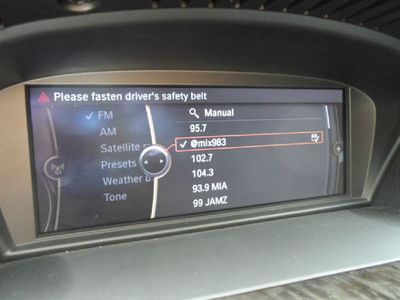 Please fasten driver's safety belt
FM
AM
Satellite
Presets
Weather b
Tone
Manual
95.7
@mix983
102.7
104.3
93.9 MIA
99 JAMZ